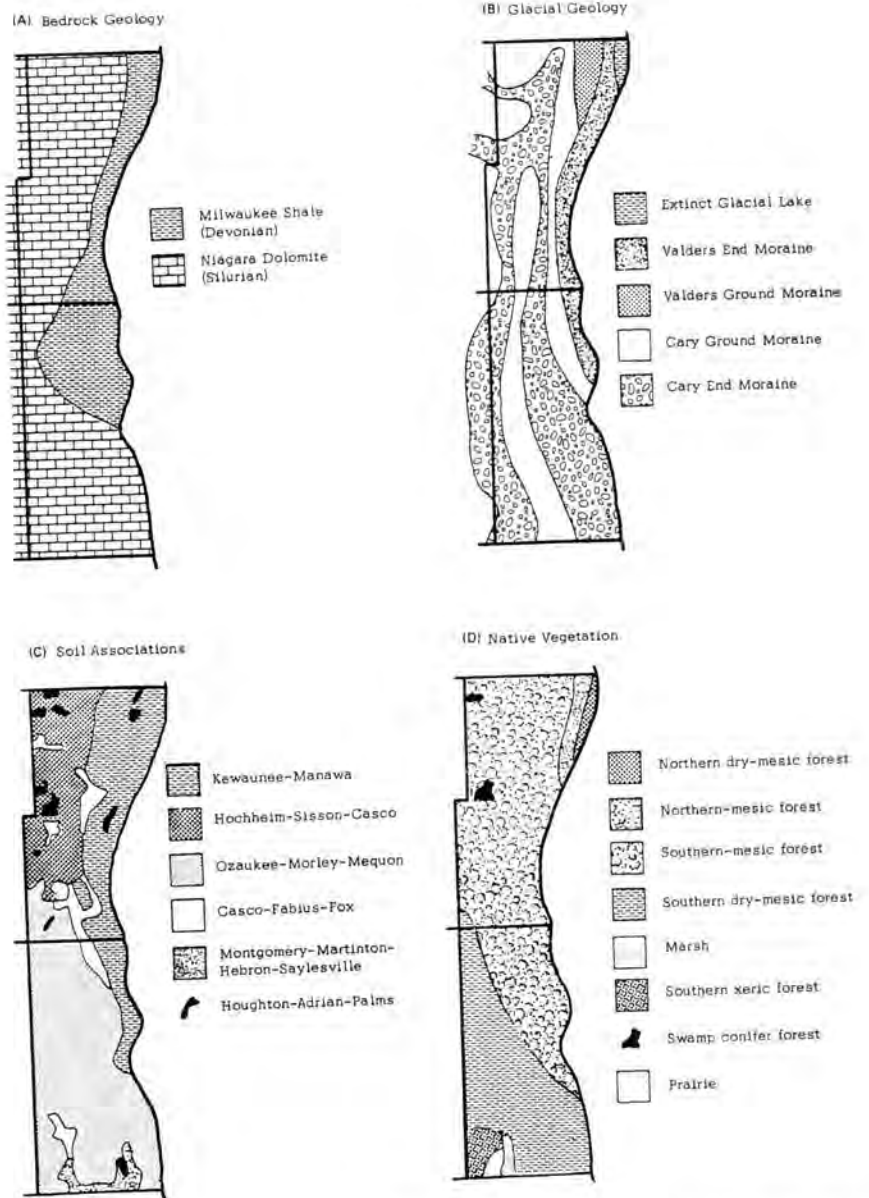 (A) Bedrock Geology
Milwaukee Shale
(Devonian)
Niagara Dolomite
(Silurian)
(B) Glacial Geology
Extinct Glacial Lake
Valders End Moraine
Valders Ground Moraine
Cary Ground Moraine
Cary End Moraine
(C) Soil Associations
Kewaunee-Manawa
Hochheim-Sisson-Casco
Ozaukee-Morley-Mequon
Casco-Fabius-Fox
Montgomery-Martinton-
Hebron-Saylesville
Houghton-Adrian-Palms
(D) Native Vegetation
Northern dry-mesic forest
Northern-mesic forest
Southern-mesic forest
Southern dry-mesic forest
Marsh
Southern xeric forest
Swamp conifer forest
Prairie